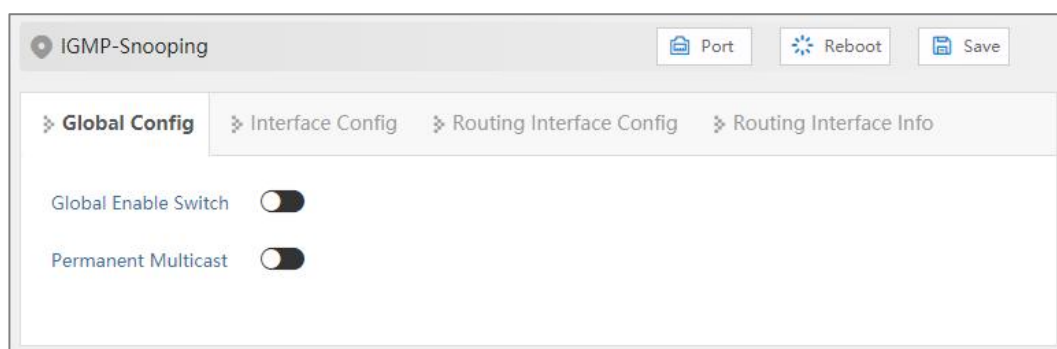 IGMP-Snooping Port Reboot Save
Global Config Interface Config Routing Interface Config Routing Interface Info
Global Enable Switch
Permanent Multicast